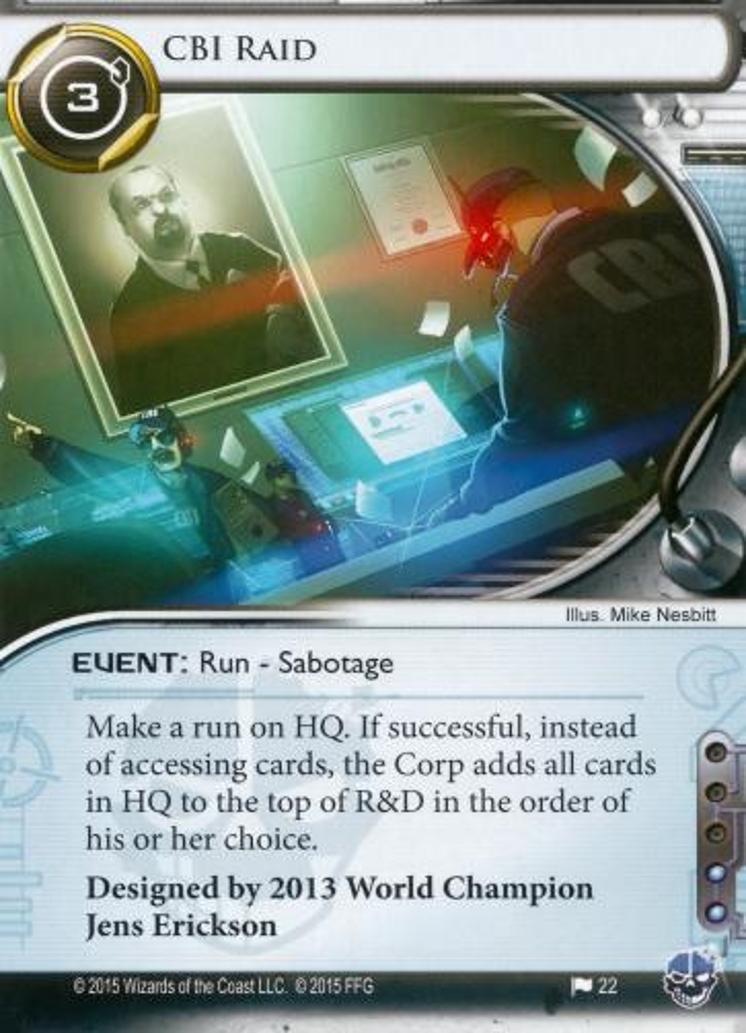 CBI Raid
3
CBI
Illus. Mike Nesbitt
EVENT: Run - Sabotage
Make a run on HQ. If successful, instead
of accessing cards, the Corp adds all cards
in HQ to the top of R&D in the order of
his or her choice.
Designed by 2013 World Champion
Jens Erickson
© 2015 Wizards of the Coast LLC. © 2015 FFG
22